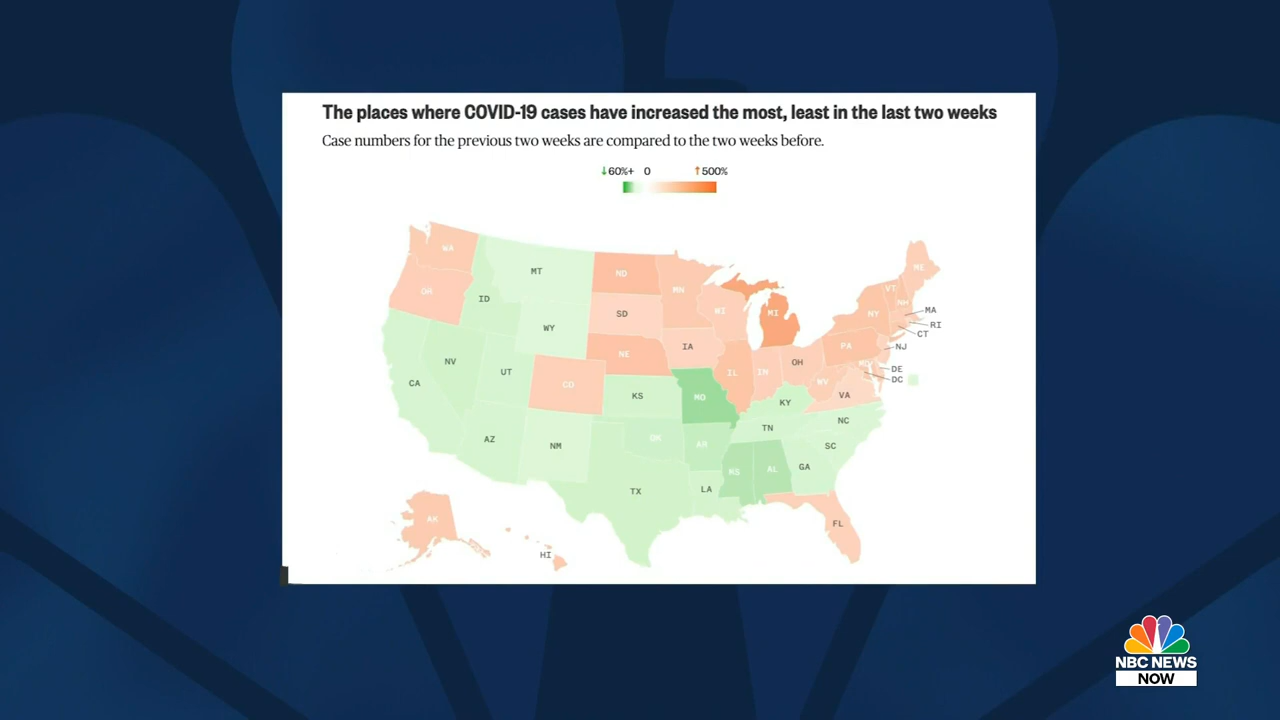 The places where COVID-19 cases have increased the most, least in the last two weeks
Case numbers for the previous two weeks are compared to the two weeks before.
↓60%+ 0 ↑500%
WA
MT
ND
MN
ME
OR
ID
SD
WI
MI
VT
NH
NY
MA
RI
CT
WY
NV
UT
CO
NE
IA
IL
IN
OH
PA
NJ
MD
DE
DC
CA
KS
MO
KY
WV
VA
AZ
NM
OK
AR
TN
NC
SC
TX
LA
KS
AL
GA
AK
HI
FL
NBC NEWS
NOW